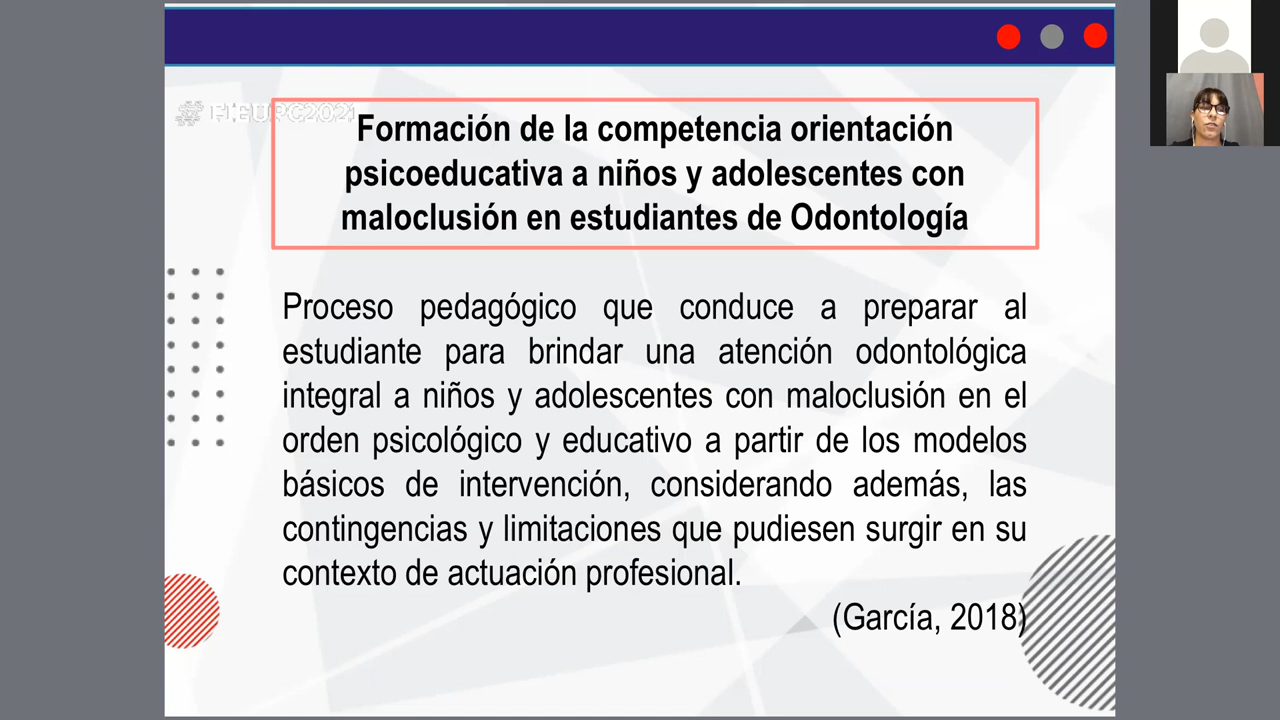 Formación de la competencia orientación
psicoeducativa a niños y adolescentes con
maloclusión en estudiantes de Odontología
Proceso pedagógico que conduce a preparar al
estudiante para brindar una atención odontológica
integral a niños y adolescentes con maloclusión en el
orden psicológico y educativo a partir de los modelos
básicos de intervención, considerando además, las
contingencias y limitaciones que pudiesen surgir en su
contexto de actuación profesional.
(García, 2018)